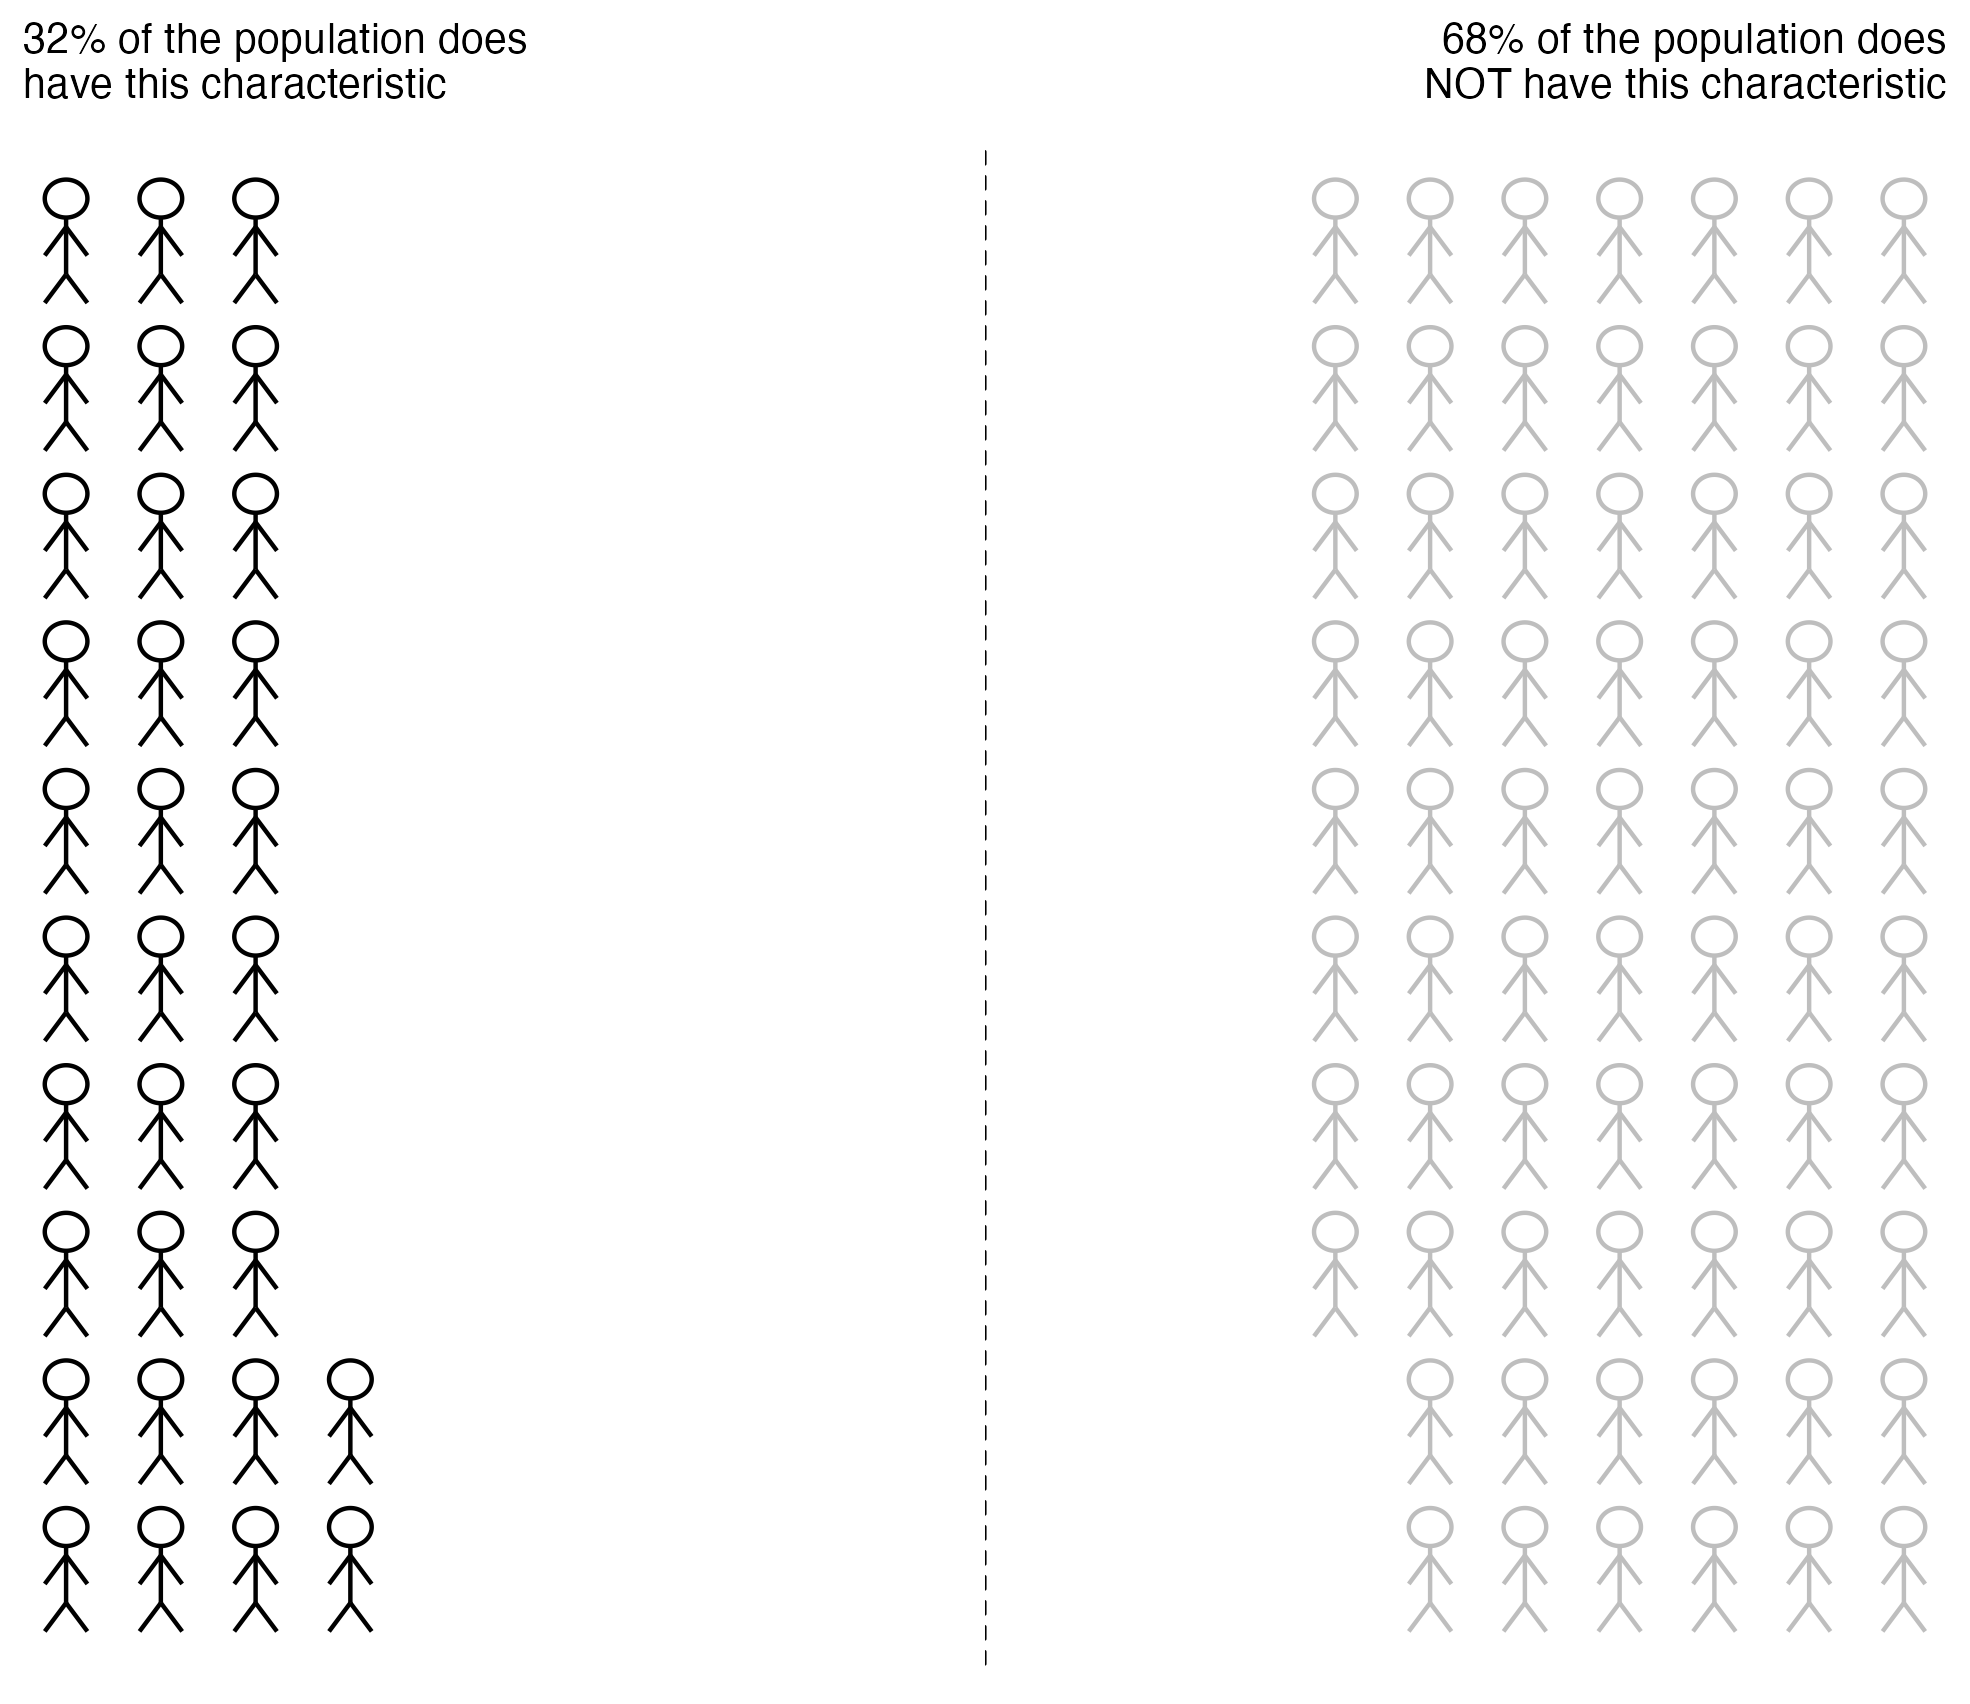 32% of the population does
have this characteristic
68% of the population does
NOT have this characteristic